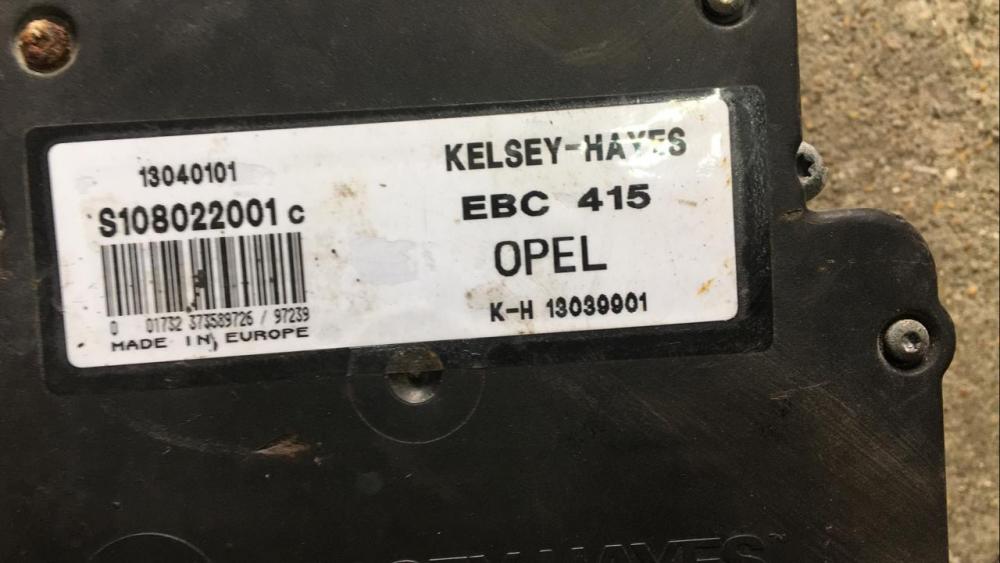 13040101
S108022001 c
0 01732 373589726 / 97239
MADE IN EUROPE
KELSEY-HAYES
EBC 415
OPEL
K-H 13039901